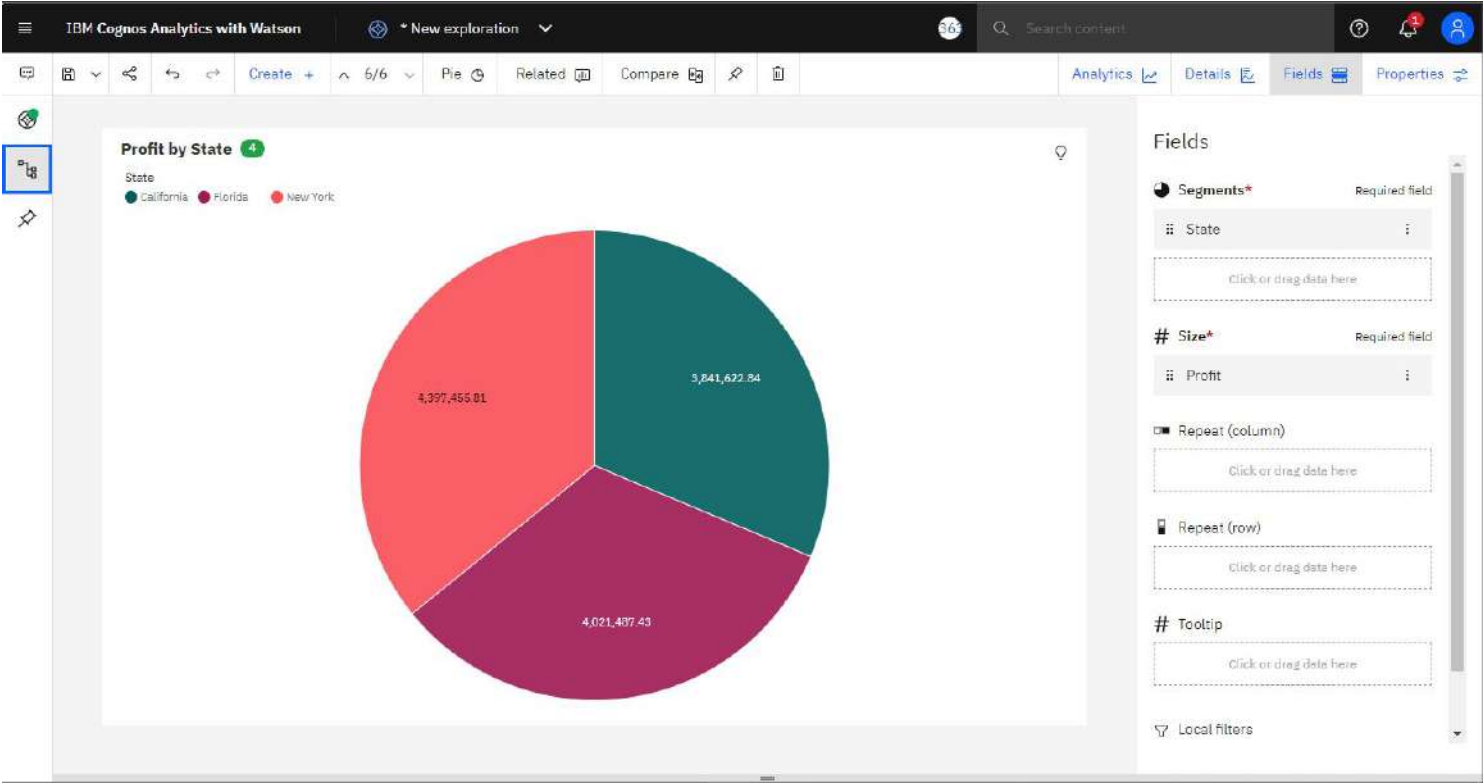 IBM Cognos Analytics with Watson
* New exploration
363
Search content
1
Create +
6/6
Pie
Related
Compare
Analytics
Details
Fields
Properties
Profit by State 4
State
California Florida New York
3,841,622.84
4,397,455.81
4,021,487.43
Fields
Segments* Required field
State
Click or drag data here
Size* Required field
Profit
Repeat (column)
Click or drag data here
Repeat (row)
Click or drag data here
Tooltip
Click or drag data here
Local filters